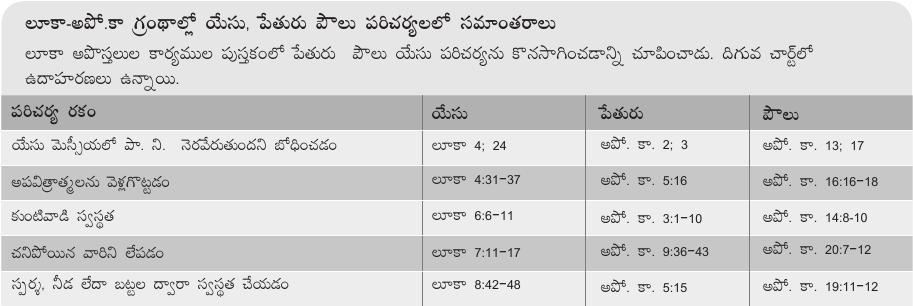 లూకా-అపో.కా గ్రంథాల్లో యేసు, పేతురు పౌలు పరిచర్యలలో సమాంతరాలు
లూకా అపొస్తలుల కార్యముల పుస్తకంలో పేతురు పౌలు యేసు పరిచర్యను కొనసాగించడాన్ని చూపించాడు. దిగువ చార్ట్‌లో
ఉదాహరణలు ఉన్నాయి.
పరిచర్య రకం యేసు పేతురు పౌలు
యేసు మెస్సీయలో పా. ని. నెరవేరుతుందని బోధించడం లూకా 4; 24 అపో. కా. 2; 3 అపో. కా. 13; 17
అపవిత్రాత్మలను వెళ్లగొట్టడం లూకా 4:31–37 అపో. కా. 5:16 అపో. కా. 16:16–18
కుంటివాడి స్వస్థత లూకా 6:6–11 అపో. కా. 3:1–10 అపో. కా. 14:8-10
చనిపోయిన వారిని లేపడం లూకా 7:11–17 అపో. కా. 9:36–43 అపో. కా. 20:7–12
స్పర్శ, నీడ లేదా బట్టల ద్వారా స్వస్థత చేయడం లూకా 8:42–48 అపో. కా. 5:15 అపో. కా. 19:11–12